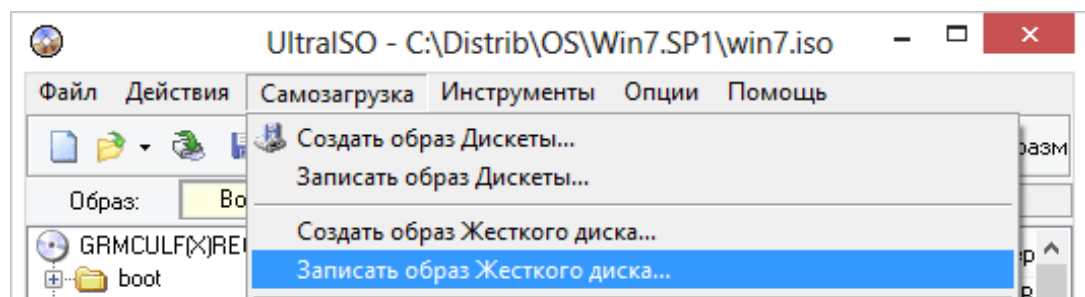 UltraISO - C:\Distrib\OS\Win7.SP1\win7.iso
Файл Действия Самозагрузка Инструменты Опции Помощь
Создать образ Дискеты...
Записать образ Дискеты...
Образ:
Создать образ Жесткого диска...
GRMCULF(X)RE
Записать образ Жесткого диска...
boot